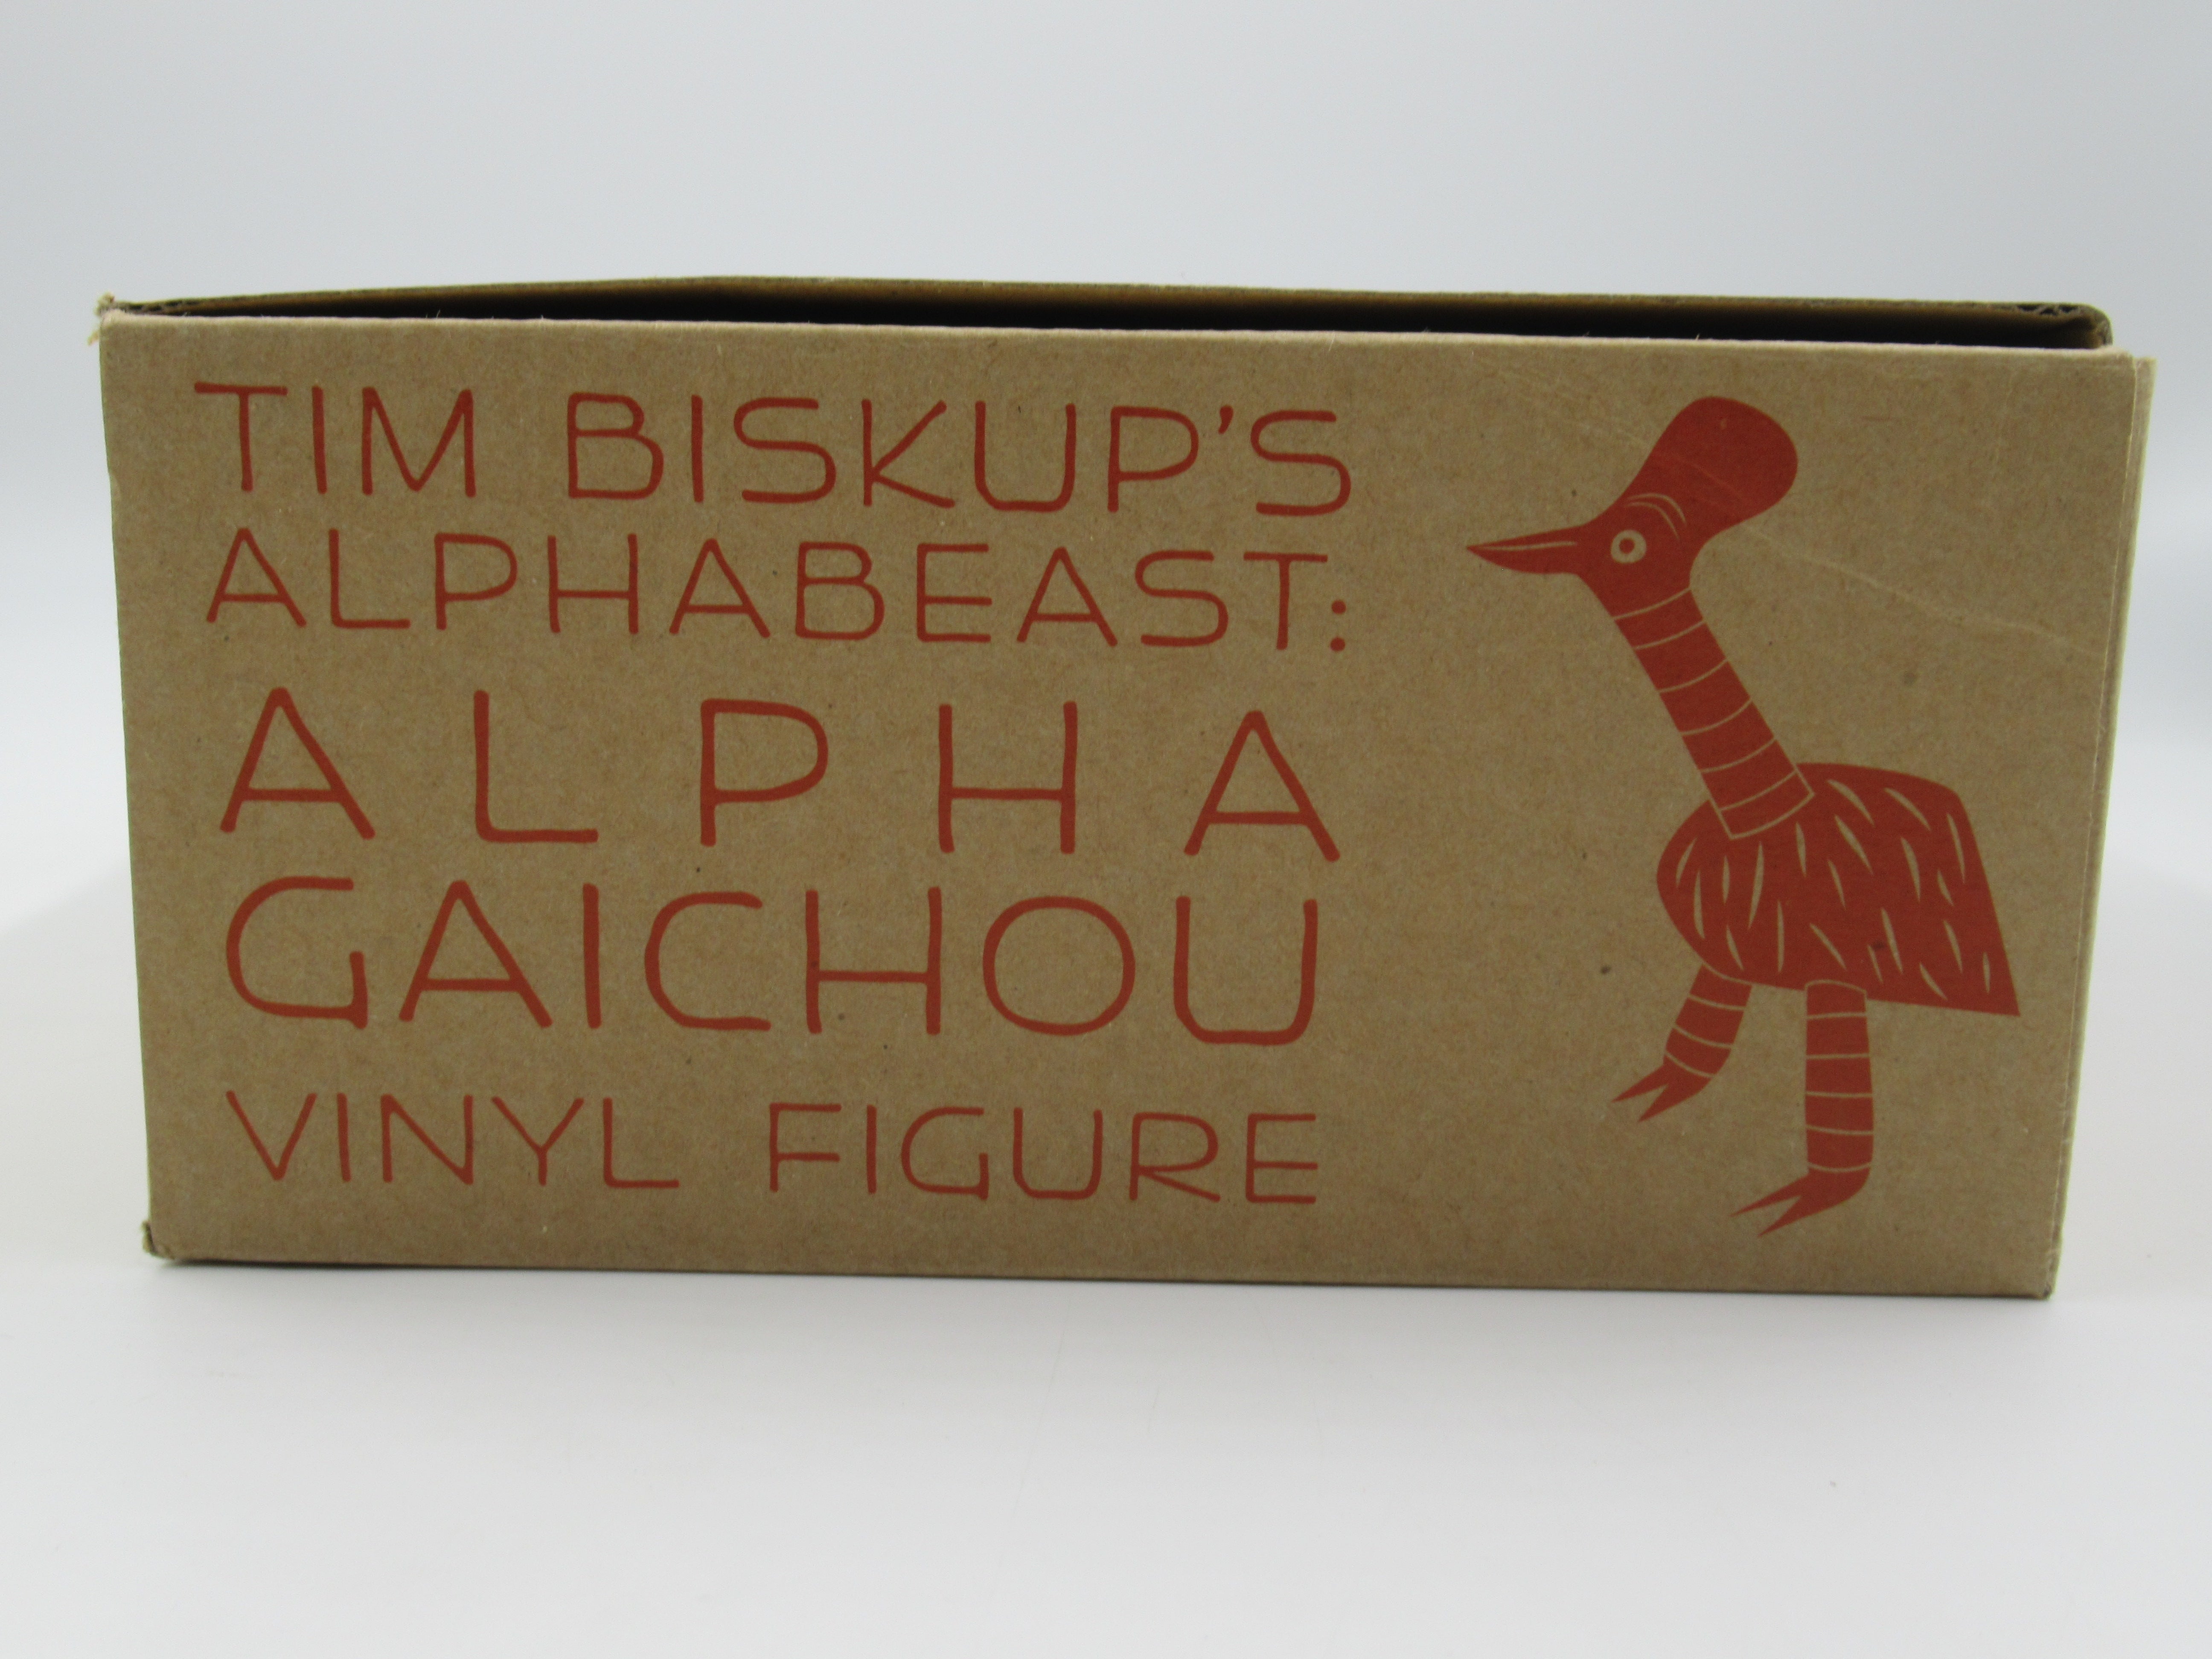 TIM BISKUP'S
ALPHABEAST:
ALPHA
GAICHOU
VINYL FIGURE